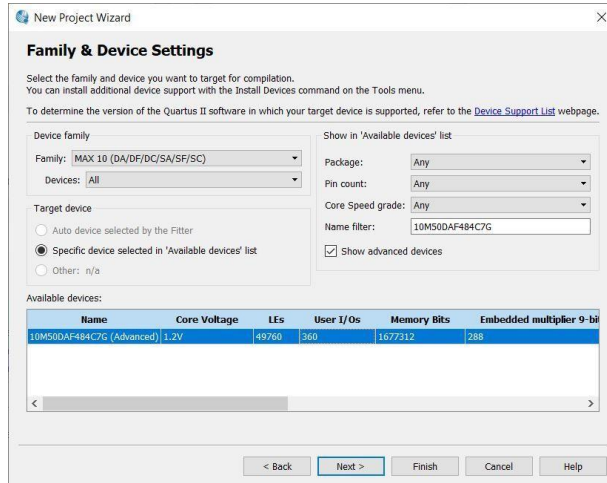 New Project Wizard
Family & Device Settings
Select the family and device you want to target for compilation.
You can install additional device support with the Install Devices command on the Tools menu.
To determine the version of the Quartus II software in which your target device is supported, refer to the Device Support List webpage.
Device family
Family: MAX 10 (DA/DF/DC/SA/SF/SC)
Devices: All
Target device
Auto device selected by the Fitter
Specific device selected in 'Available devices' list
Other: n/a
Show in 'Available devices' list
Package: Any
Pin count: Any
Core Speed grade: Any
Name filter: 10M50DAF484C7G
Show advanced devices
Available devices:
Name Core Voltage LEs User I/Os Memory Bits Embedded multiplier 9-bi
10M50DAF484C7G (Advanced) 1.2V 49760 360 1677312 288
< Back Next > Finish Cancel Help